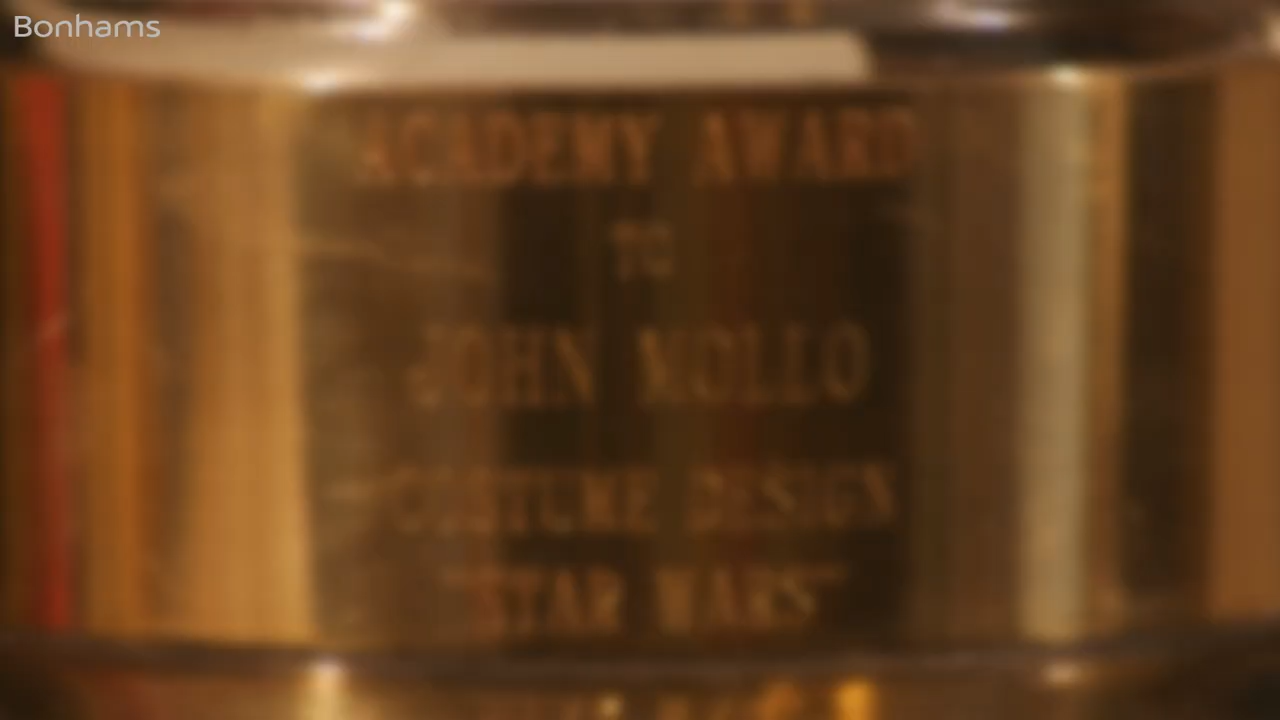 Bonhams
ACADEMY AWARD
TO
JOHN MOLLO
COSTUME DESIGN
"STAR WARS"